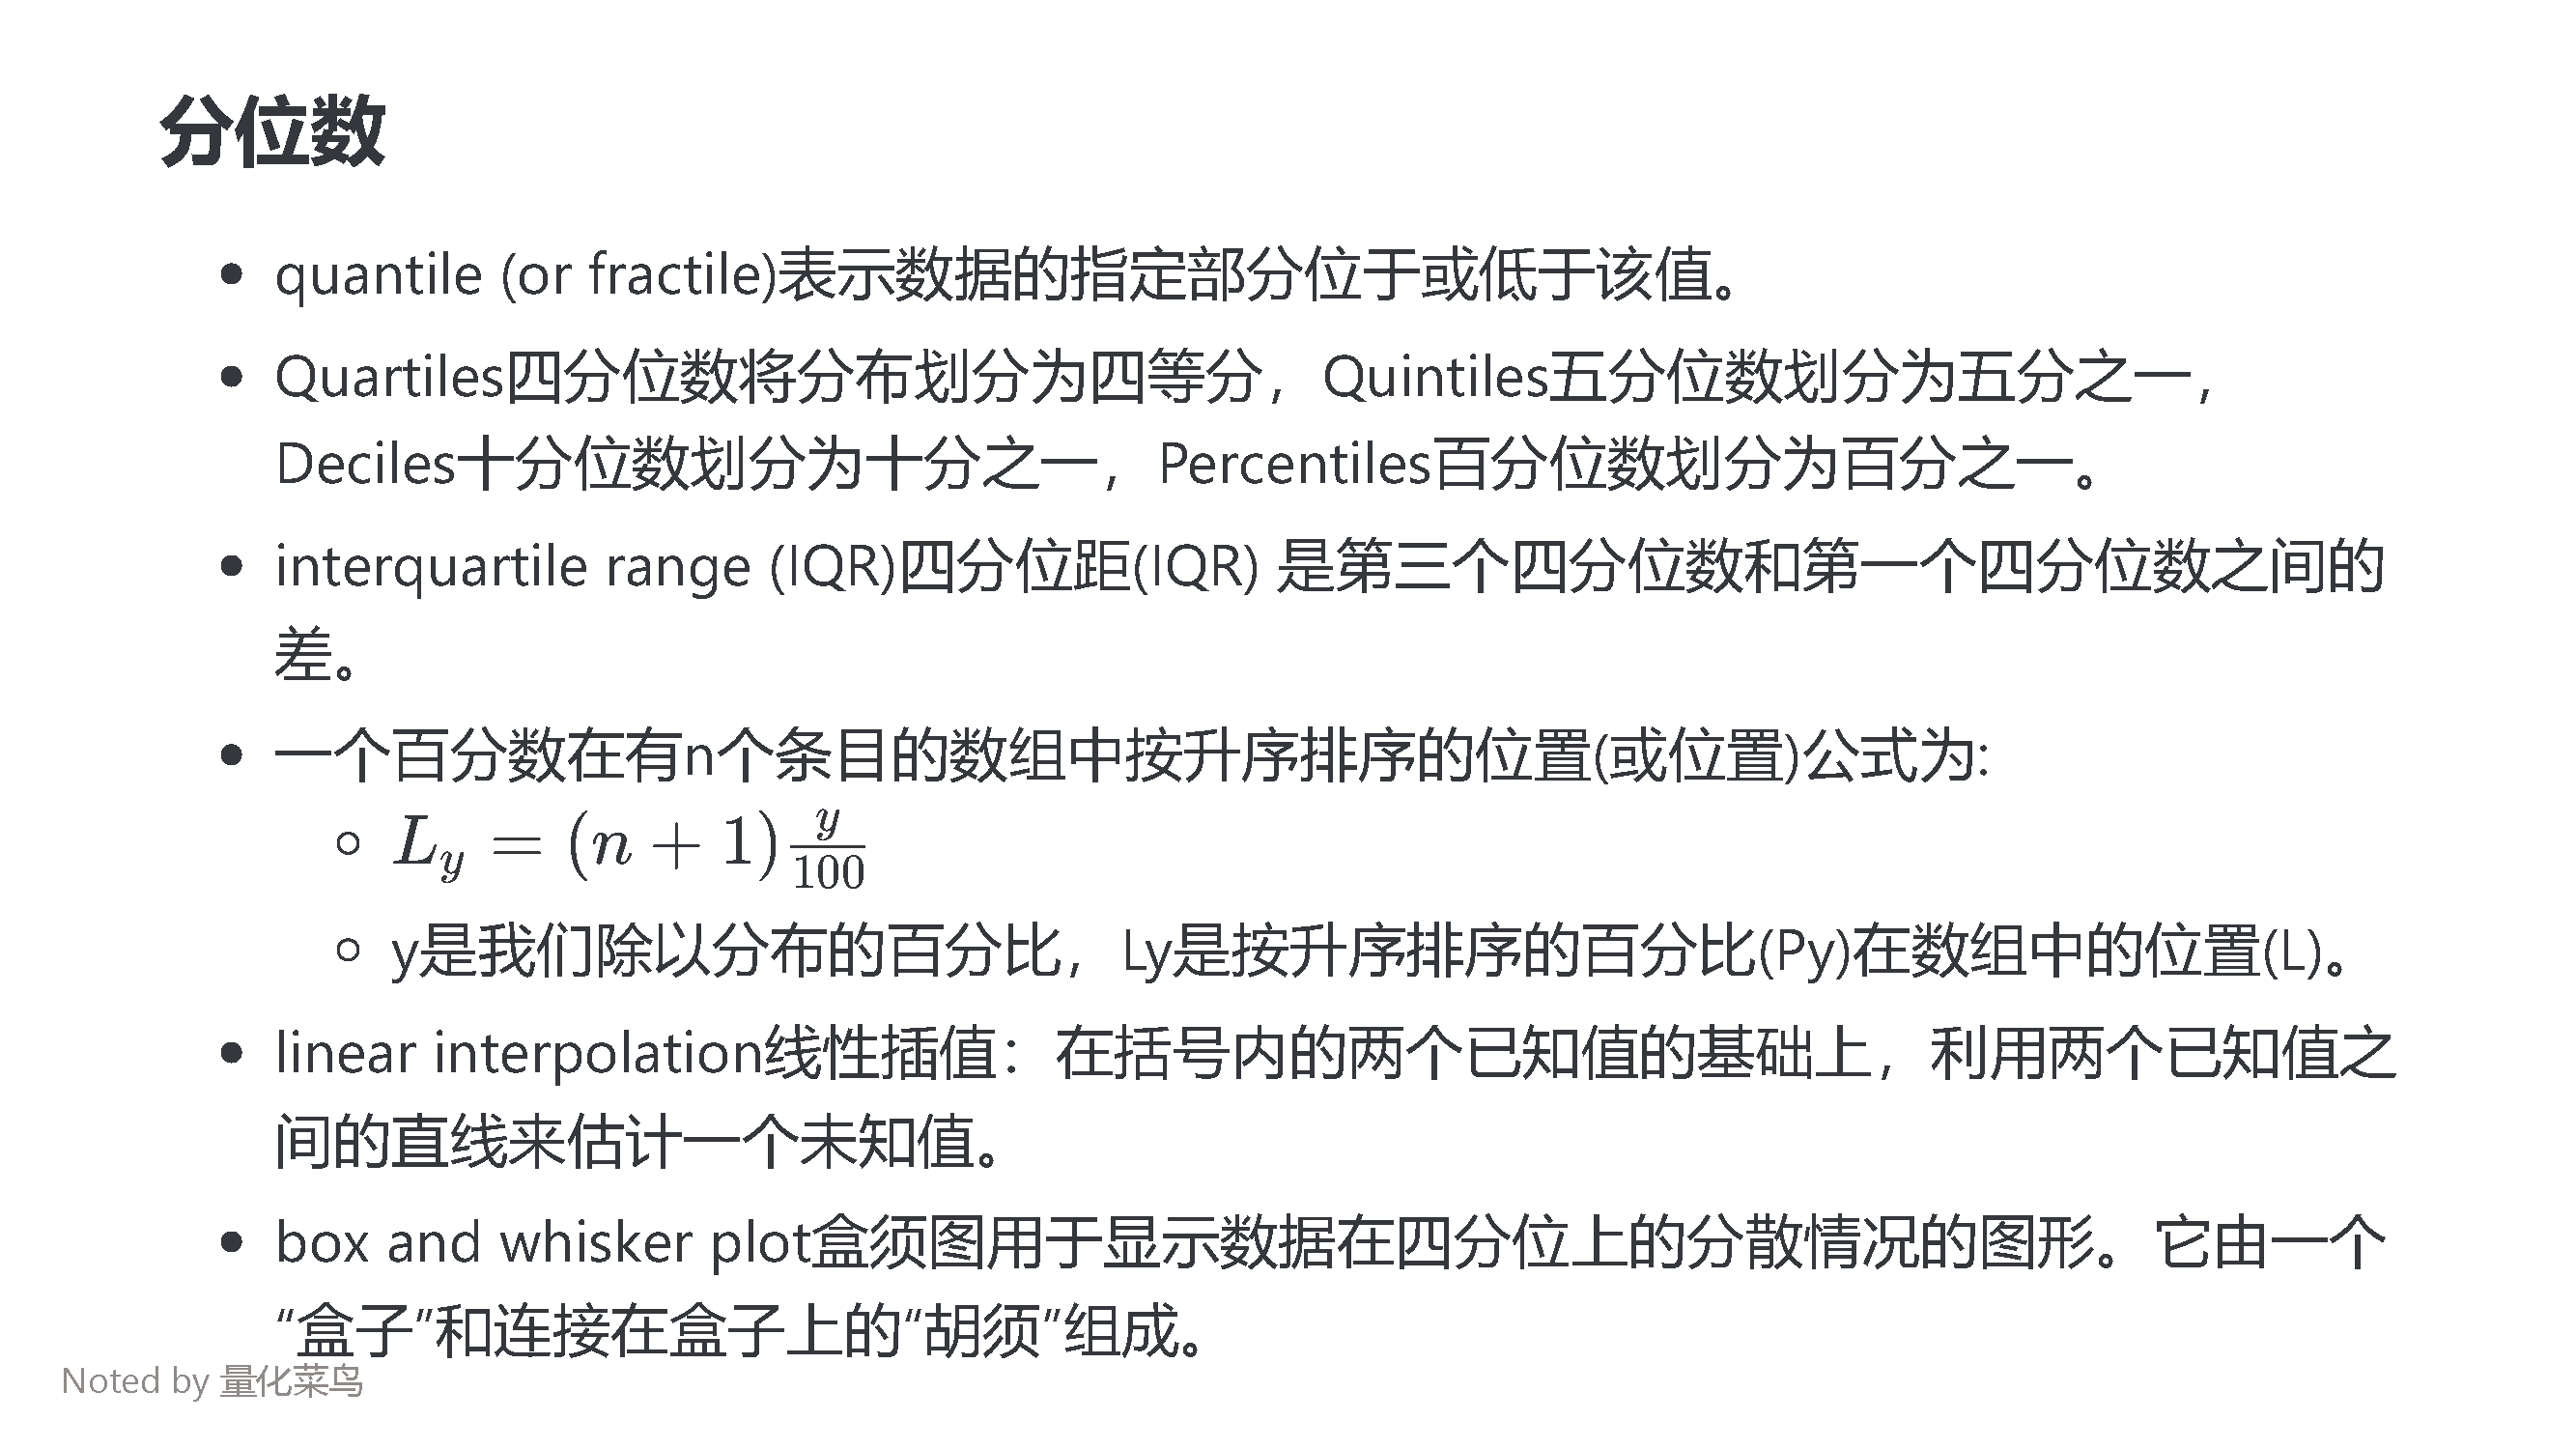 分位数
• quantile (or fractile)表示数据的指定部分位于或低于该值。
• Quartiles四分位数将分布划分为四等分，Quintiles五分位数划分为五分之一，
Deciles十分位数划分为十分之一，Percentiles百分位数划分为百分之一。
• interquartile range (IQR)四分位距(IQR) 是第三个四分位数和第一个四分位数之间的
差。
• 一个百分数在有n个条目的数组中按升序排序的位置(或位置)公式为:
◦ $L_y = (n + 1)\frac{y}{100}$
◦ y是我们除以分布的百分比，Ly是按升序排序的百分比(Py)在数组中的位置(L)。
• linear interpolation线性插值：在括号内的两个已知值的基础上，利用两个已知值之
间的直线来估计一个未知值。
• box and whisker plot盒须图用于显示数据在四分位上的分散情况的图形。它由一个
“盒子”和连接在盒子上的“胡须”组成。
Noted by 量化菜鸟